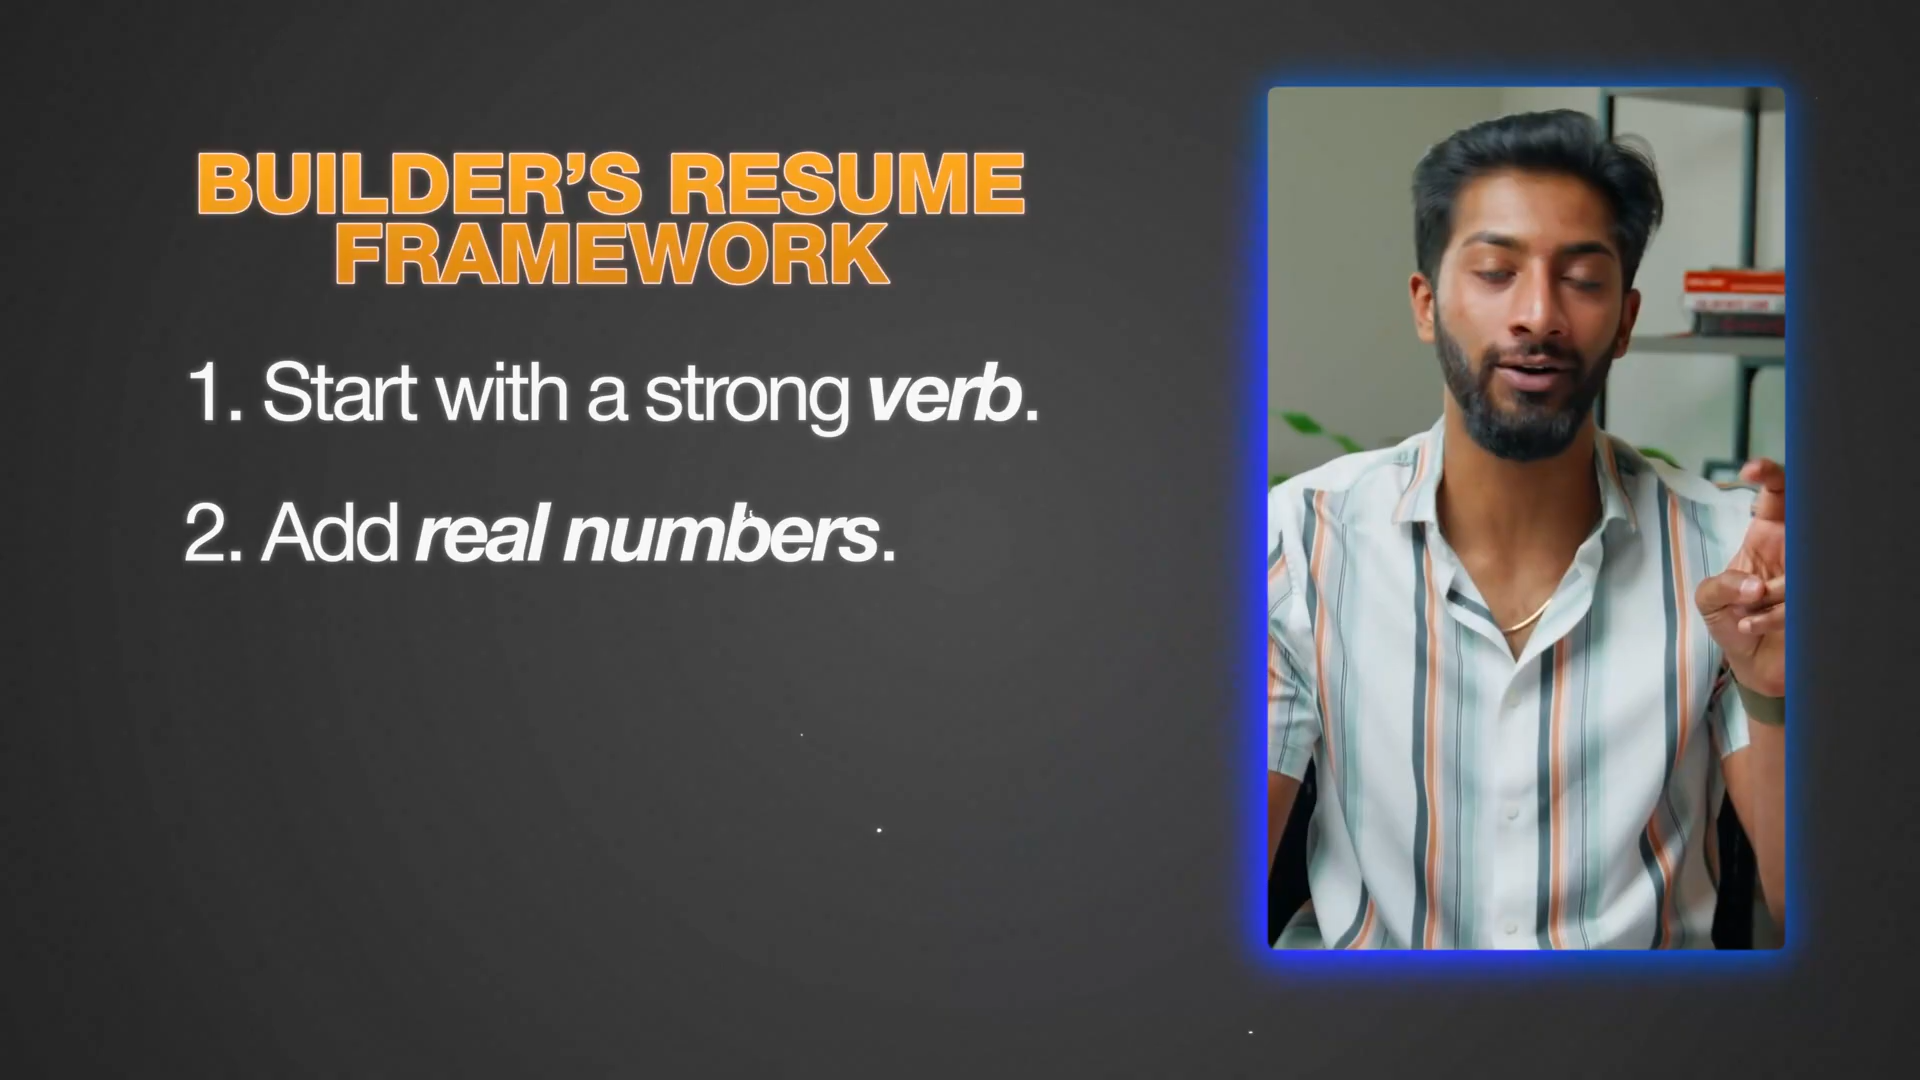 BUILDER’S RESUME
FRAMEWORK
1. Start with a strong verb.
2. Add real numbers.